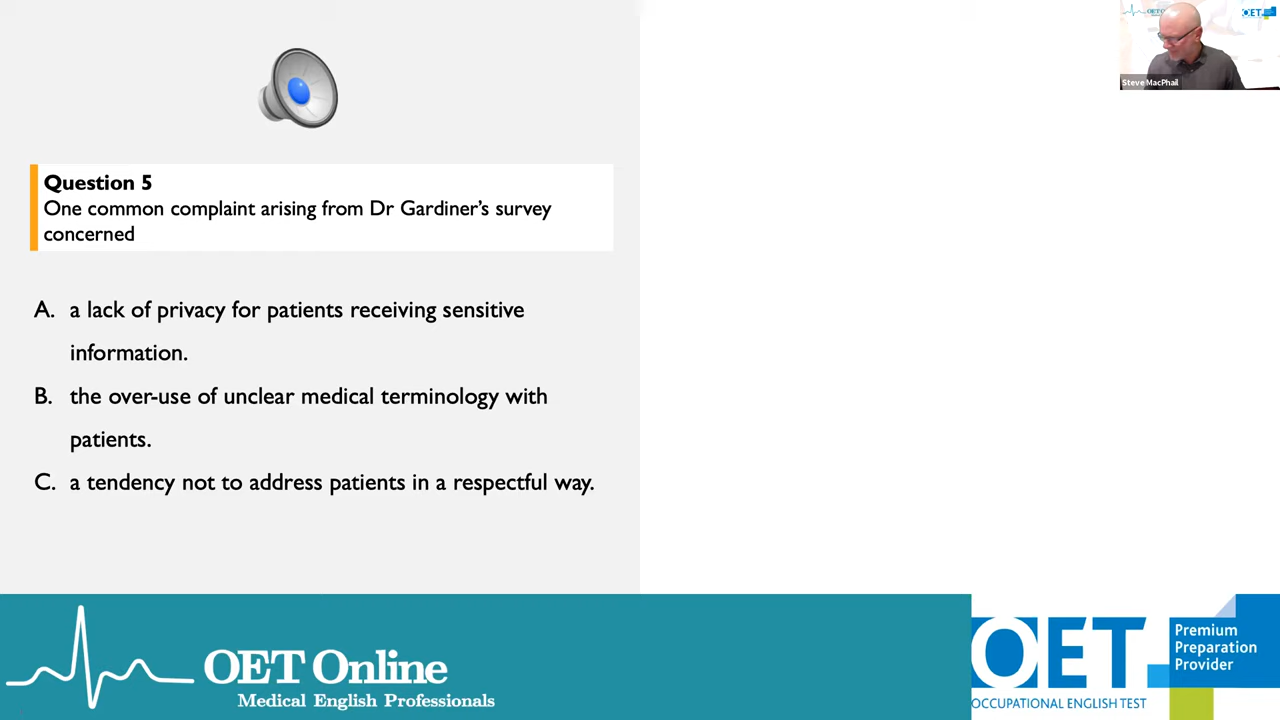 Question 5
One common complaint arising from Dr Gardiner's survey
concerned
A. a lack of privacy for patients receiving sensitive
information.
B. the over-use of unclear medical terminology with
patients.
C. a tendency not to address patients in a respectful way.
OET
Steve MacPhail
OET Online
Medical English Professionals
OET
OCCUPATIONAL ENGLISH TEST
Premium
Preparation
Provider